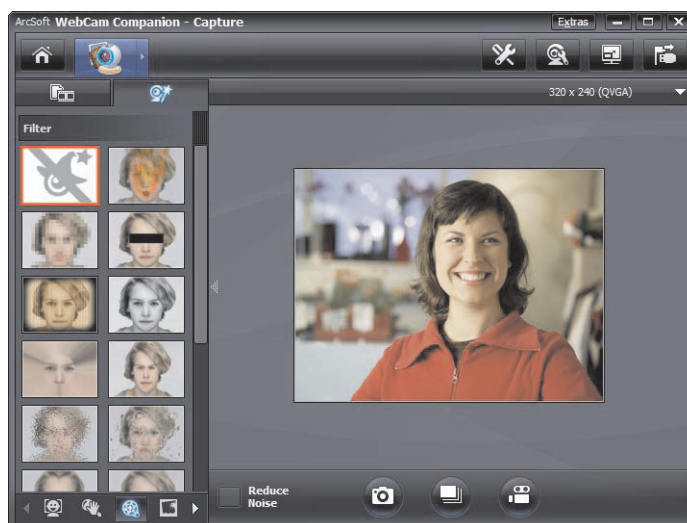 ArcSoft WebCam Companion - Capture
Extras
320 x 240 (QVGA)
Filter
Reduce
Noise